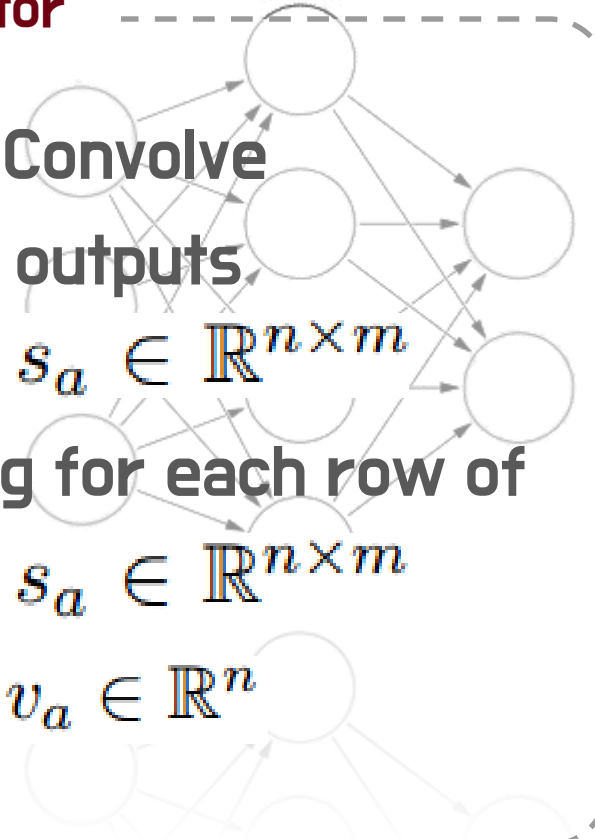 for
Convolve
outputs
s_a ∈ ℝ^{n×m}
g for each row of
s_a ∈ ℝ^{n×m}
v_a ∈ ℝ^n